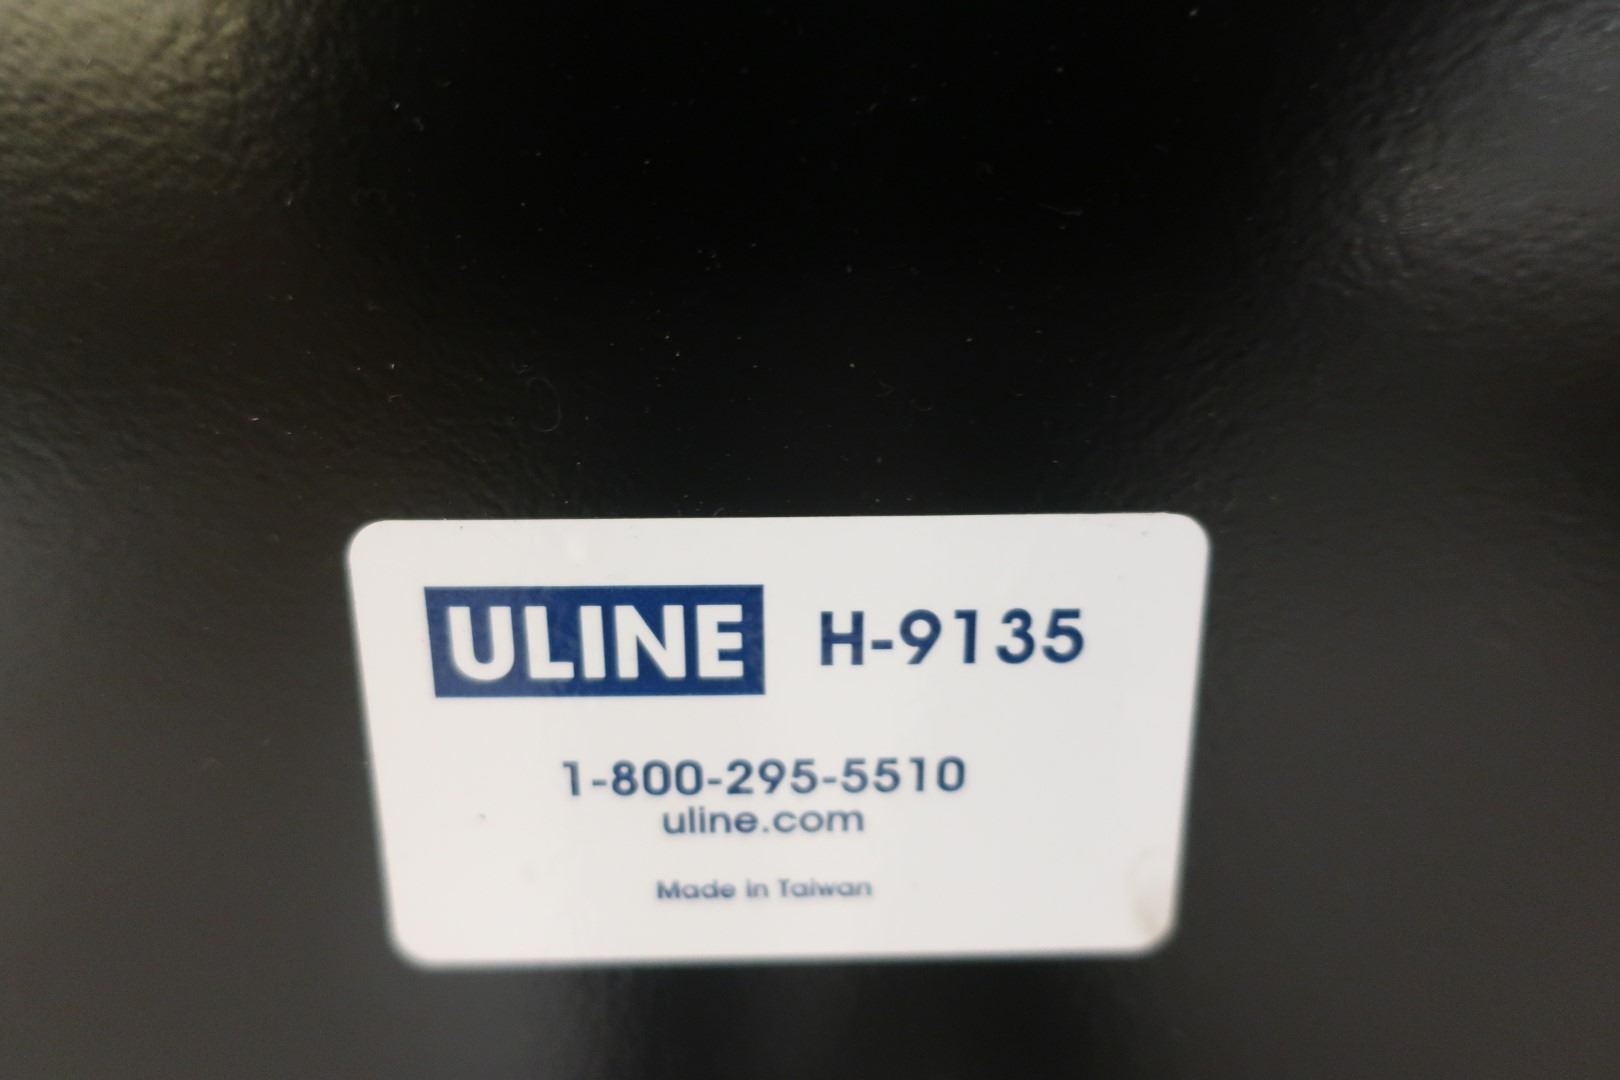 ULINE H-9135
1-800-295-5510
uline.com
Made in Taiwan